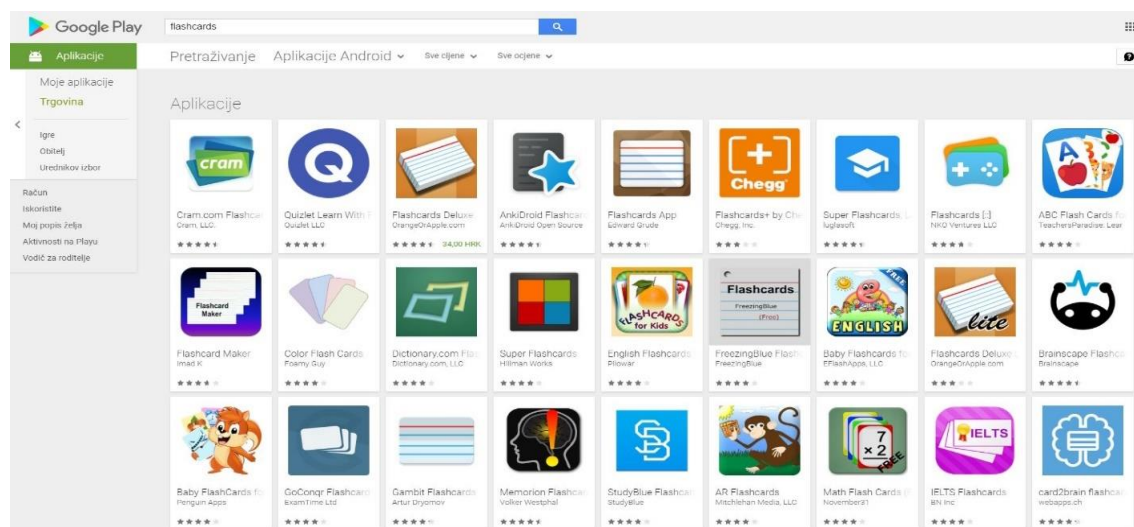 Google Play
flashcards
Aplikacije
Pretraživanje Aplikacije Android Sve cijene Sve ocjene
Moje aplikacije
Trgovina
Igre
Obitelj
Urednikov izbor
Račun
Iskoristite
Moj popis želja
Aktivnosti na Playu
Vodič za roditelje
Aplikacije
cram
Q
Chegg
A
Cram.com Flashca
Quizlet Learn With
Flashcards Deluxe
AnkiDroid Flashcar
Flashcards App
Flashcards+ by Che
Super Flashcards, L
Flashcards [:]
ABC Flash Cards fo
Cram, LLC.
Quizlet LLC
OrangeOrApple.com
AnkiDroid Open Source
Edward Grude
Chegg, Inc.
luglasoft
NKO Ventures LLC
TeachersParadise. Lear
34,00 HRK
Flashcard
Maker
FLASHCARDS
for Kids
Flashcards
FreezingBlue
(Free)
FREE
ENGLISH
lite
Flashcard Maker
Color Flash Cards
Dictionary.com Fla
Super Flashcards
English Flashcards
FreezingBlue Flash
Baby Flashcards fo
Flashcards Deluxe L
Brainscape Flashca
Imad K
Foamy Guy
Dictionary.com, LLC
Hillman Works
Pilowar
FreezingBlue
EFlashApps, LLC
OrangeOrApple.com
Brainscape
SB
7
x 2
FREE
IELTS
Baby FlashCards fo
GoConqr Flashcard
Gambit Flashcards
Memorion Flashcar
StudyBlue Flashcar
AR Flashcards
Math Flash Cards (
IELTS Flashcards
card2brain flashcar
Penguin Apps
ExamTime Ltd
Artur Dryomov
Volker Westphal
StudyBlue
Mitchlehan Media, LLC
November31
BN Inc
webapps.ch